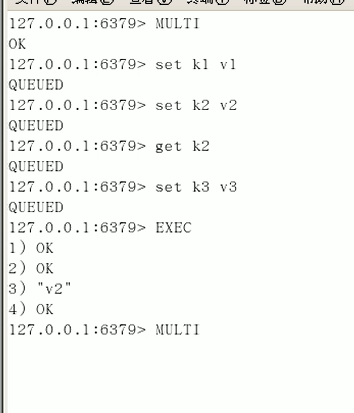 127.0.0.1:6379> MULTI
OK
127.0.0.1:6379> set k1 v1
QUEUED
127.0.0.1:6379> set k2 v2
QUEUED
127.0.0.1:6379> get k2
QUEUED
127.0.0.1:6379> set k3 v3
QUEUED
127.0.0.1:6379> EXEC
1) OK
2) OK
3) "v2"
4) OK
127.0.0.1:6379> MULTI